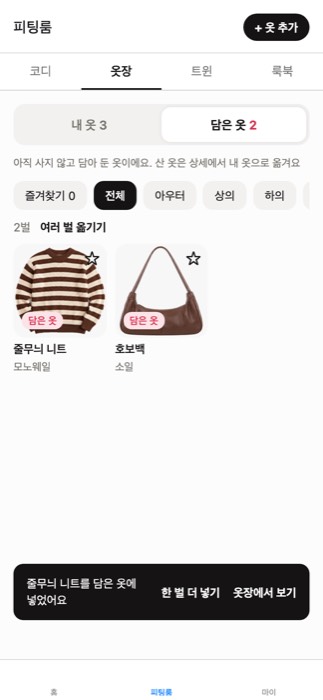 피팅룸
+ 옷 추가
코디
옷장
트윈
룩북
내 옷 3
담은 옷 2
아직 사지 않고 담아 둔 옷이에요. 산 옷은 상세에서 내 옷으로 옮겨요
즐겨찾기 0
전체
아우터
상의
하의
2벌 여러 벌 옮기기
담은 옷
담은 옷
줄무늬 니트
호보백
모노웨일
소일
줄무늬 니트를 담은 옷에
넣었어요
한 벌 더 넣기
옷장에서 보기
홈
피팅룸
마이